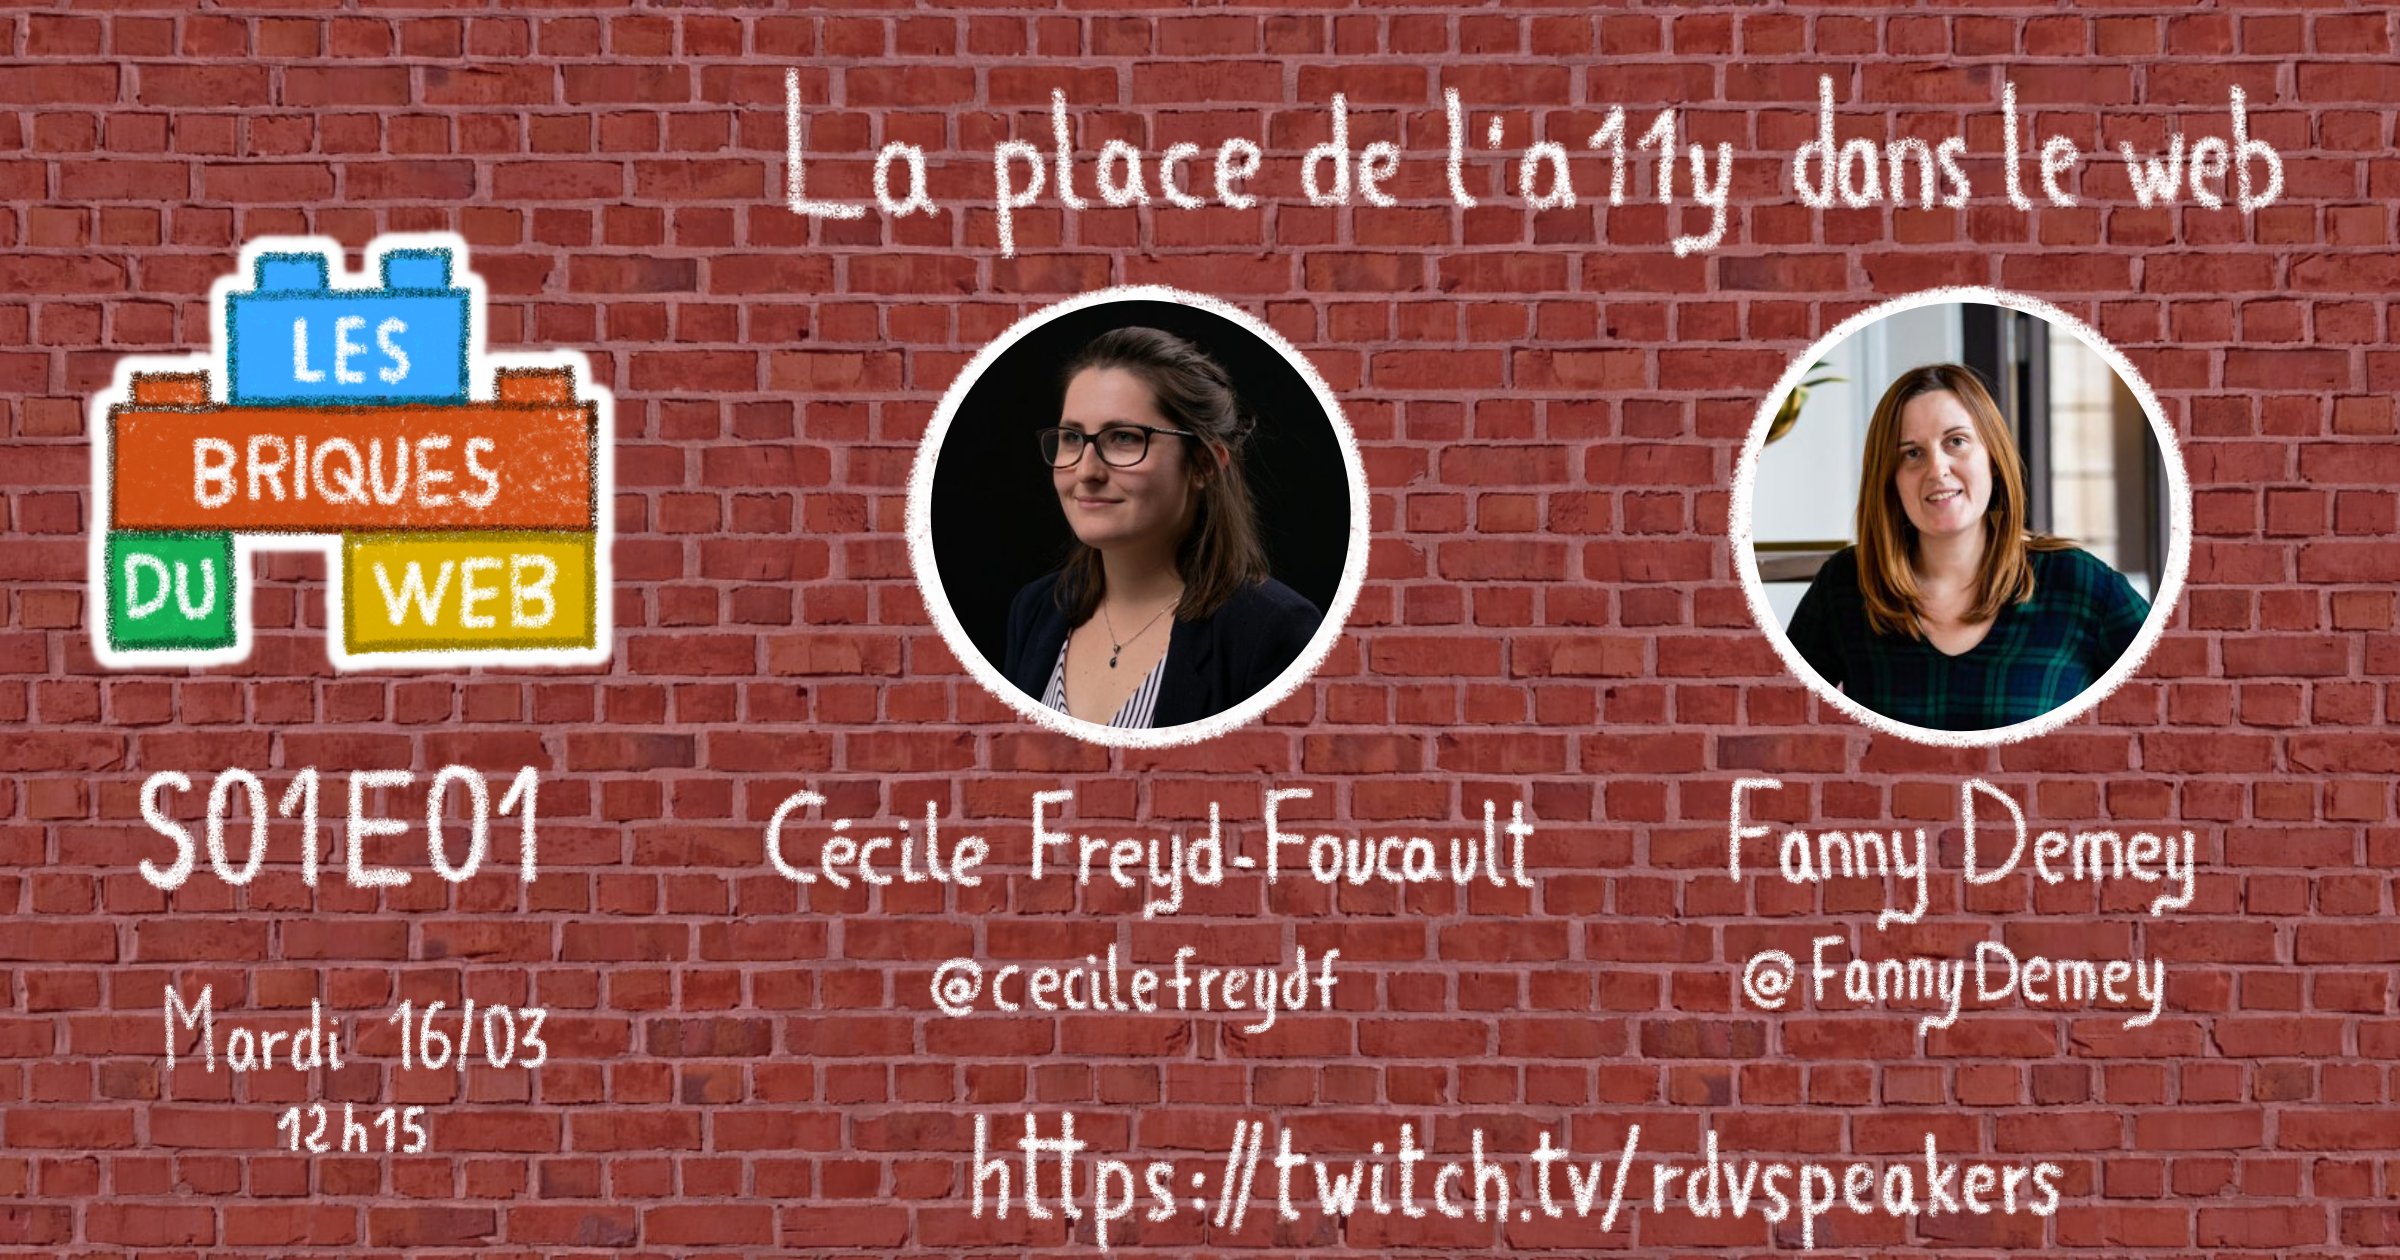 La place de l'a11y dans le web
LES
BRIQUES
DU WEB
S01E01
Mardi 16/03
12h15
Cécile Freyd-Foucault
@cecilefreydf
Fanny Demey
@FannyDemey
https://twitch.tv/rdvspeakers